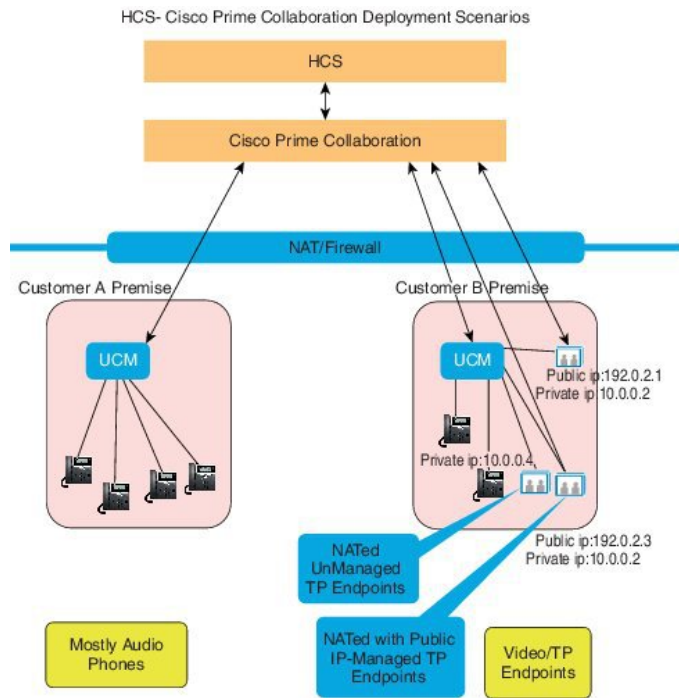 HCS- Cisco Prime Collaboration Deployment Scenarios
HCS
Cisco Prime Collaboration
NAT/Firewall
Customer A Premise
Customer B Premise
UCM
UCM
Public ip:192.0.2.1
Private ip:10.0.0.2
Private ip:10.0.0.4
Public ip:192.0.2.3
Private ip:10.0.0.2
NATed
UnManaged
TP Endpoints
NATed with Public
IP-Managed TP
Endpoints
Mostly Audio
Phones
Video/TP
Endpoints